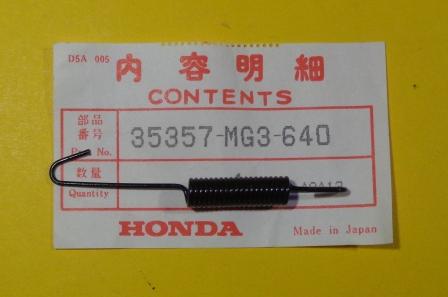 DSA 005
内容明細
CONTENTS
部品
番号
35357-MG3-640
No.
数量
Quantity
HONDA
Made in Japan